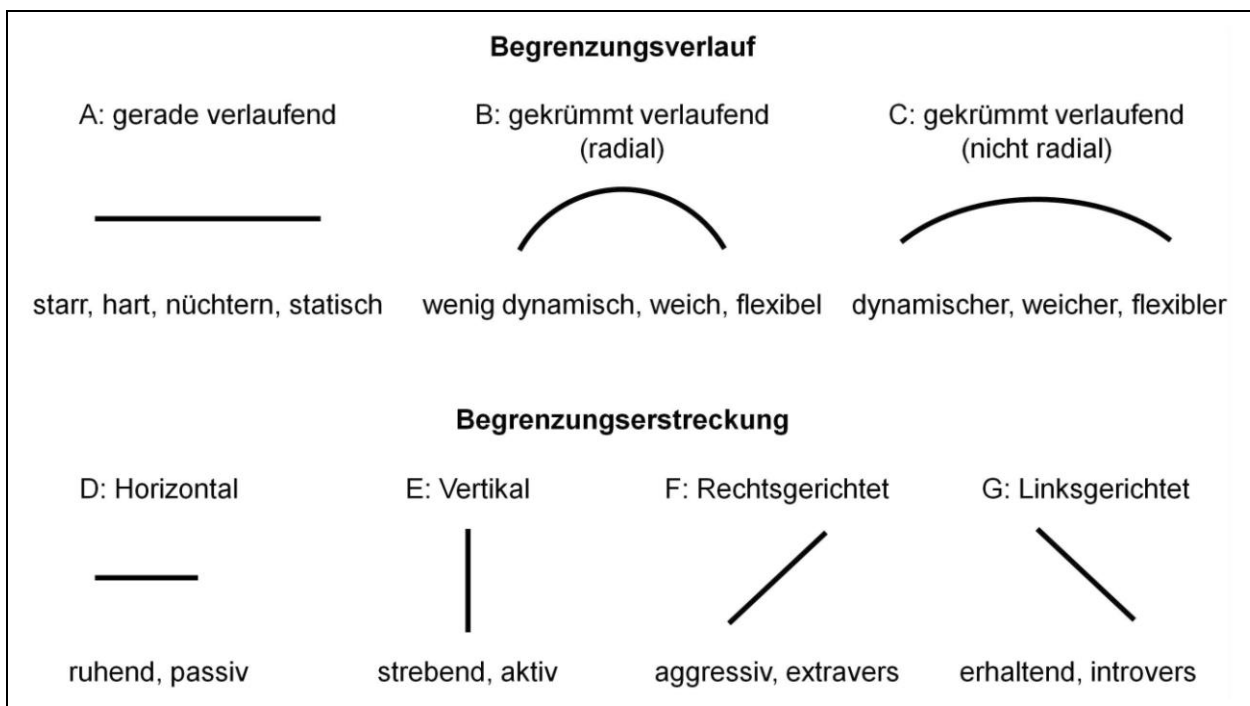 Begrenzungsverlauf
A: gerade verlaufend
B: gekrümmt verlaufend
(radial)
C: gekrümmt verlaufend
(nicht radial)
starr, hart, nüchtern, statisch
wenig dynamisch, weich, flexibel
dynamischer, weicher, flexibler
Begrenzungserstreckung
D: Horizontal
E: Vertikal
F: Rechtsgerichtet
G: Linksgerichtet
ruhend, passiv
strebend, aktiv
aggressiv, extravers
erhaltend, introvers